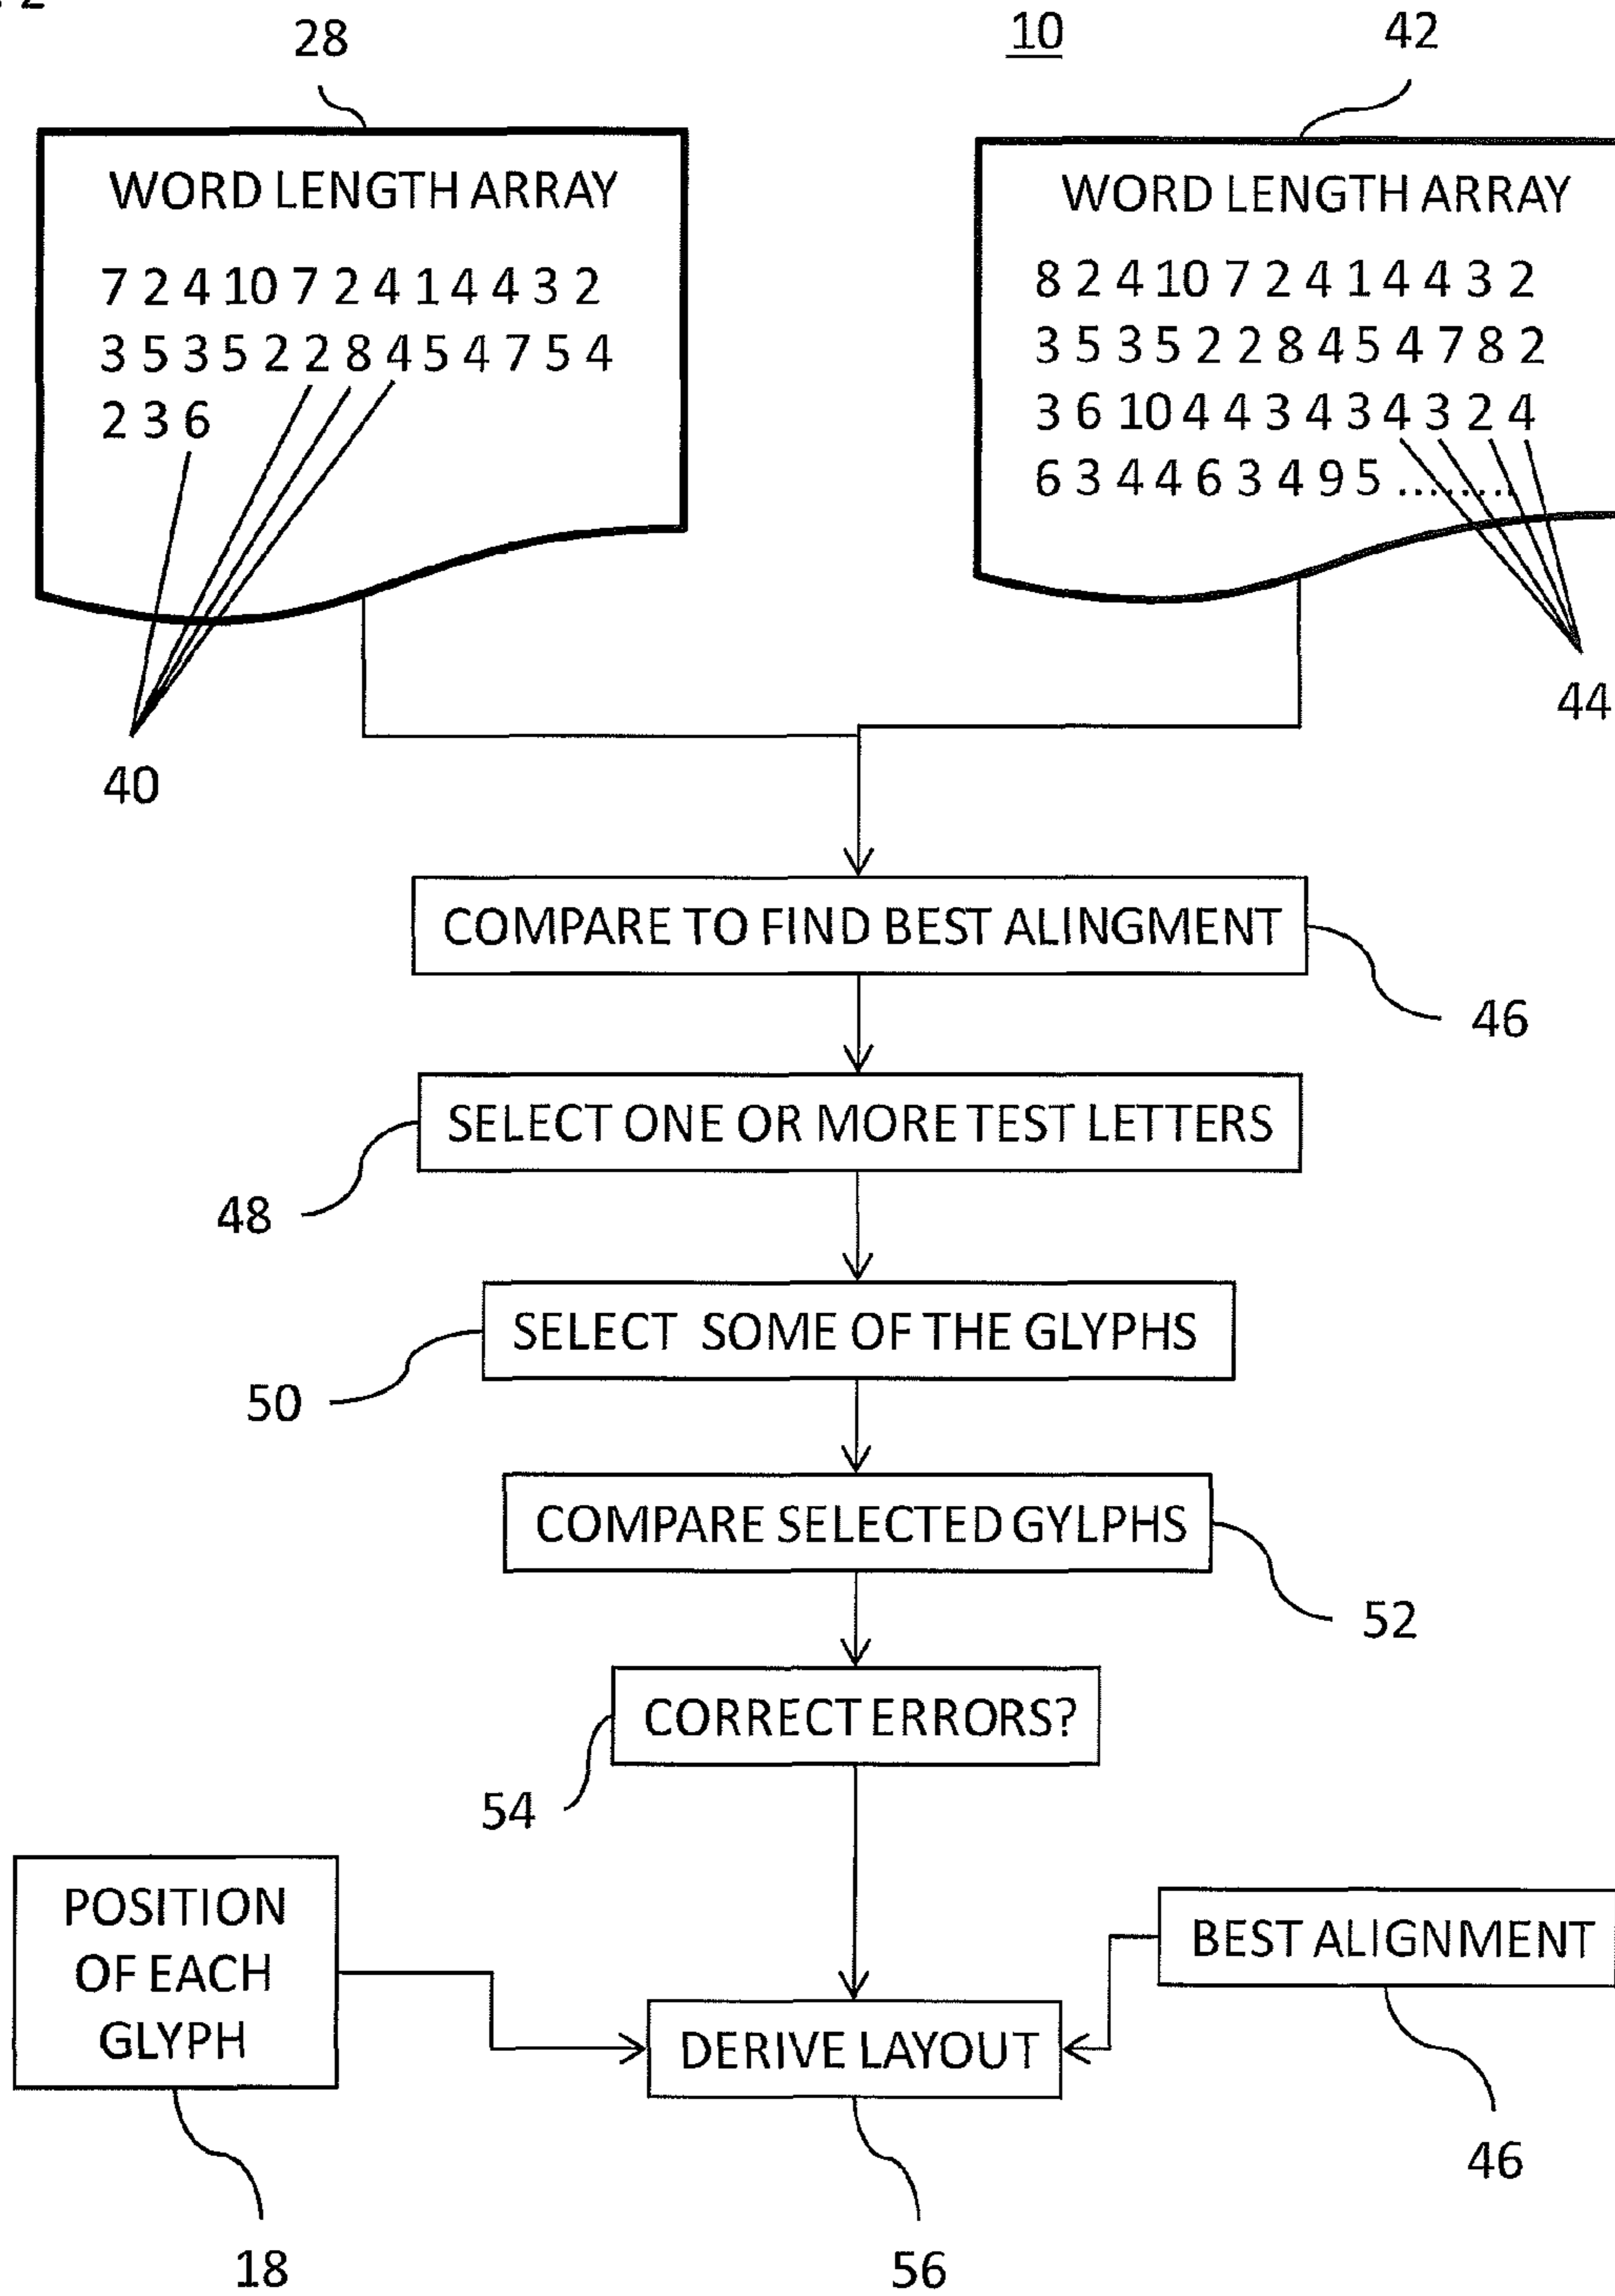 2
28
10
42
WORD LENGTH ARRAY
7 2 4 10 7 2 4 1 4 4 3 2
3 5 3 5 2 2 8 4 5 4 7 5 4
2 3 6
WORD LENGTH ARRAY
8 2 4 10 7 2 4 1 4 4 3 2
3 5 3 5 2 2 8 4 5 4 7 8 2
3 6 10 4 4 3 4 3 4 3 2 4
6 3 4 4 6 3 4 9 5 .........
44
40
COMPARE TO FIND BEST ALINGMENT
46
SELECT ONE OR MORE TEST LETTERS
48
SELECT SOME OF THE GLYPHS
50
COMPARE SELECTED GYLPHS
52
CORRECT ERRORS?
54
POSITION
OF EACH
GLYPH
BEST ALIGNMENT
DERIVE LAYOUT
46
18
56